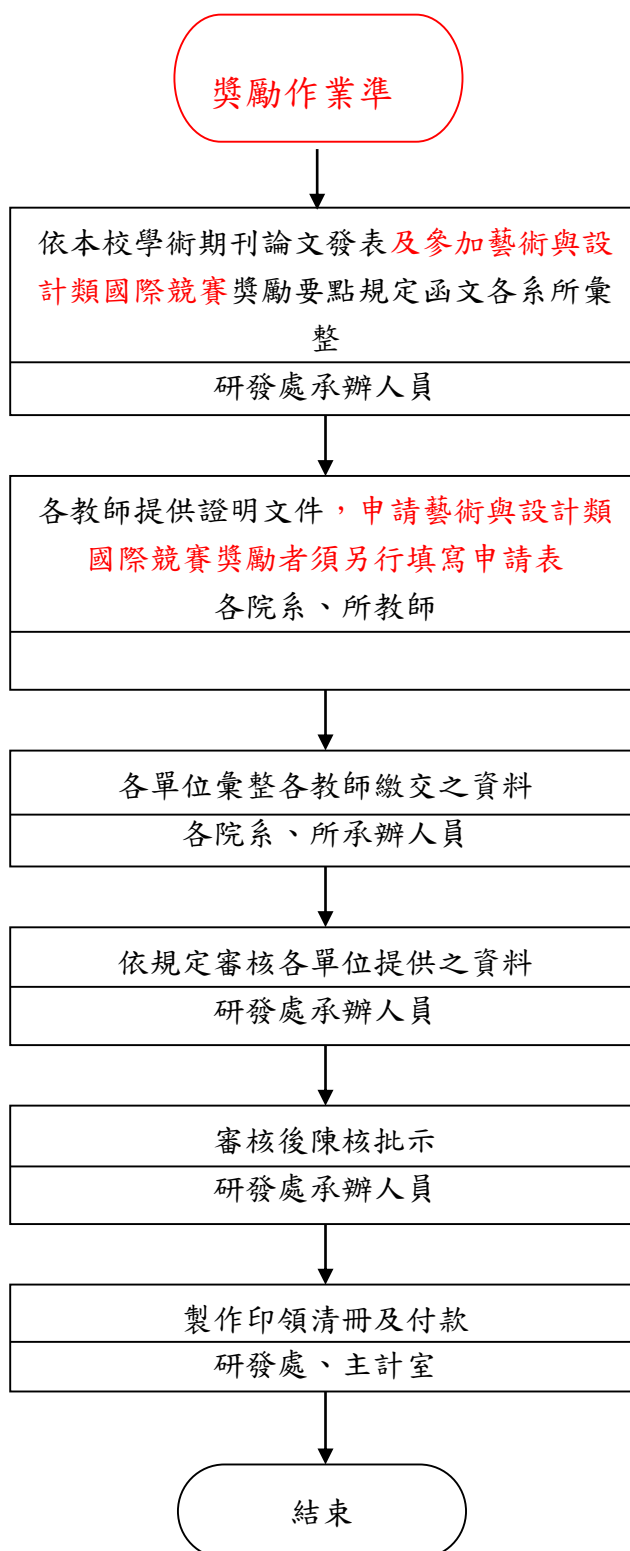 獎勵作業準
依本校學術期刊論文發表及參加藝術與設
計類國際競賽獎勵要點規定函文各系所彙
整
研發處承辦人員
各教師提供證明文件，申請藝術與設計類
國際競賽獎勵者須另行填寫申請表
各院系、所教師
各單位彙整各教師繳交之資料
各院系、所承辦人員
依規定審核各單位提供之資料
研發處承辦人員
審核後陳核批示
研發處承辦人員
製作印領清冊及付款
研發處、主計室
結束